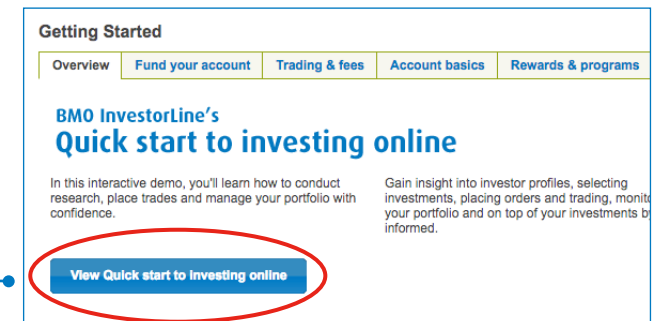 Getting Started
Overview Fund your account Trading & fees Account basics Rewards & programs
BMO InvestorLine's
Quick start to investing online
In this interactive demo, you'll learn how to conduct
research, place trades and manage your portfolio with
confidence.
Gain insight into investor profiles, selecting
investments, placing orders and trading,
your portfolio and on top of your investments
informed.
View Quick start to investing online